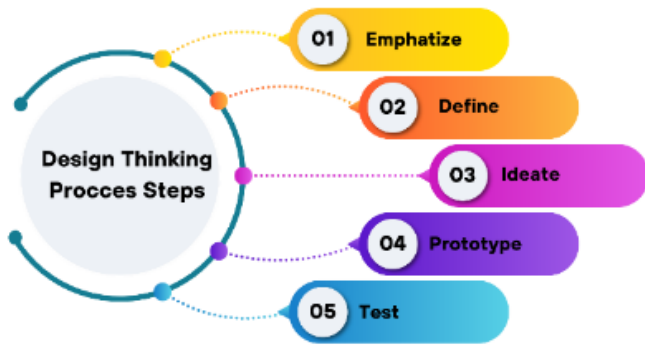 Design Thinking
Procces Steps
01 Emphatize
02 Define
03 Ideate
04 Prototype
05 Test